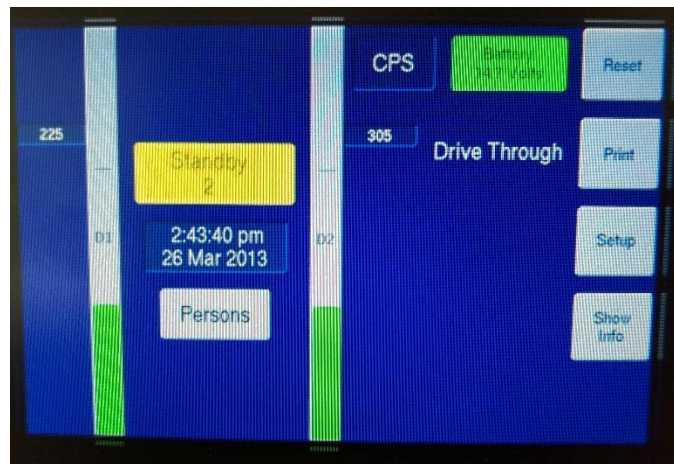 CPS
Battery
14.7 Volts
Reset
225
305
Drive Through
Print
Standby
2
D1
D2
2:43:40 pm
26 Mar 2013
Setup
Persons
Show
Info